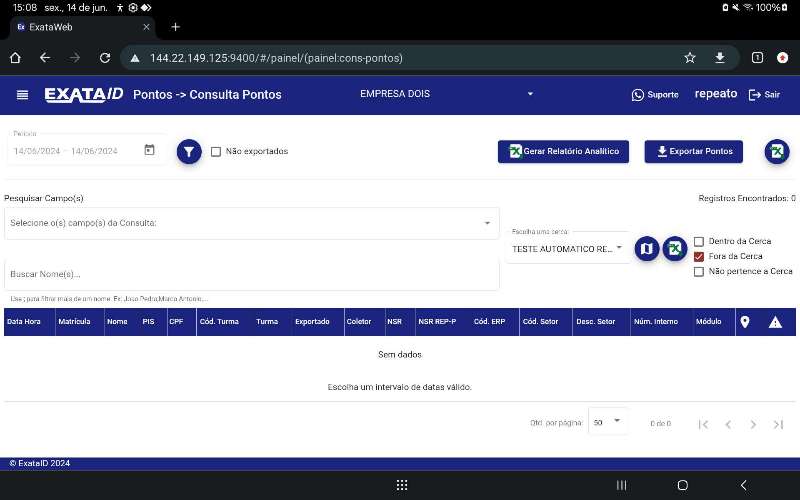 15:08 sex., 14 de jun.
100%
ExataWeb
144.22.149.125:9400/#/painel/(painel:cons-pontos)
1
EXATAID
Pontos -> Consulta Pontos
EMPRESA DOIS
Suporte
repeato
Sair
Período
14/06/2024 – 14/06/2024
Não exportados
Gerar Relatório Analítico
Exportar Pontos
Pesquisar Campo(s)
Registros Encontrados: 0
Selecione o(s) campo(s) da Consulta:
Escolha uma cerca:
TESTE AUTOMATICO RE...
Dentro da Cerca
Fora da Cerca
Não pertence a Cerca
Buscar Nome(s)...
Use ; para filtrar mais de um nome. Ex: João Pedro;Marco Antonio;...
Data Hora Matrícula Nome PIS CPF Cód. Turma Turma Exportado Coletor NSR NSR REP-P Cód. ERP Cód. Setor Desc. Setor Núm. Interno Módulo
Sem dados
Escolha um intervalo de datas válido.
Qtd. por página: 50 0 de 0
© ExataID 2024